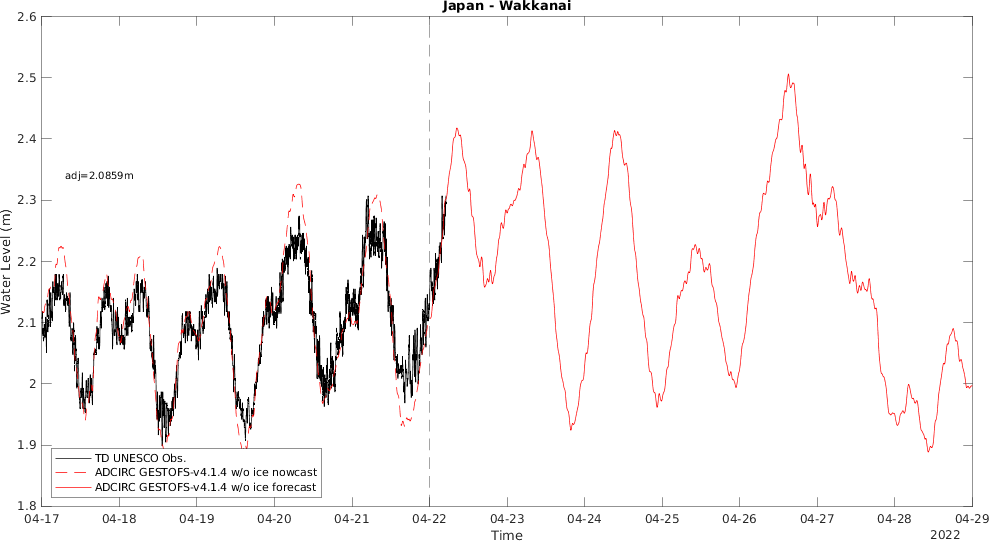 Japan - Wakkanai
2.6
2.5
2.4
2.3
2.2
2.1
2
1.9
1.8
Water Level (m)
adj=2.0859m
TD UNESCO Obs.
ADCIRC GESTOFS-v4.1.4 w/o ice nowcast
ADCIRC GESTOFS-v4.1.4 w/o ice forecast
04-17 04-18 04-19 04-20 04-21 04-22 04-23 04-24 04-25 04-26 04-27 04-28 04-29
Time
2022